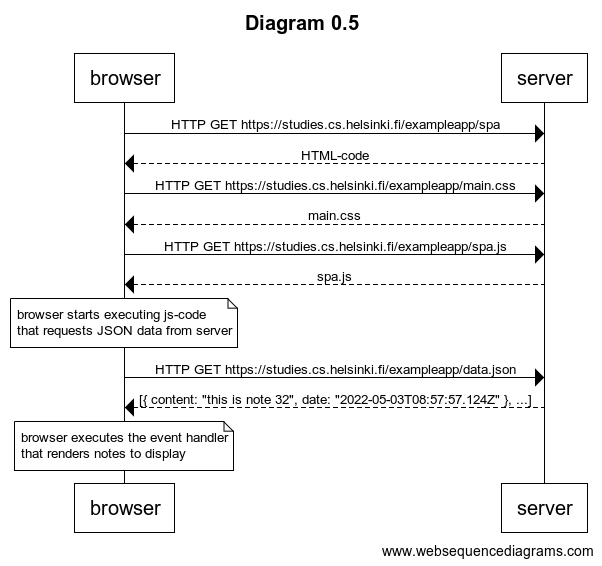 Diagram 0.5
browser
server
HTTP GET https://studies.cs.helsinki.fi/exampleapp/spa
HTML-code
HTTP GET https://studies.cs.helsinki.fi/exampleapp/main.css
main.css
HTTP GET https://studies.cs.helsinki.fi/exampleapp/spa.js
spa.js
browser starts executing js-code
that requests JSON data from server
HTTP GET https://studies.cs.helsinki.fi/exampleapp/data.json
[{ content: "this is note 32", date: "2022-05-03T08:57:57.124Z" }, ...]
browser executes the event handler
that renders notes to display
browser
server
www.websequencediagrams.com